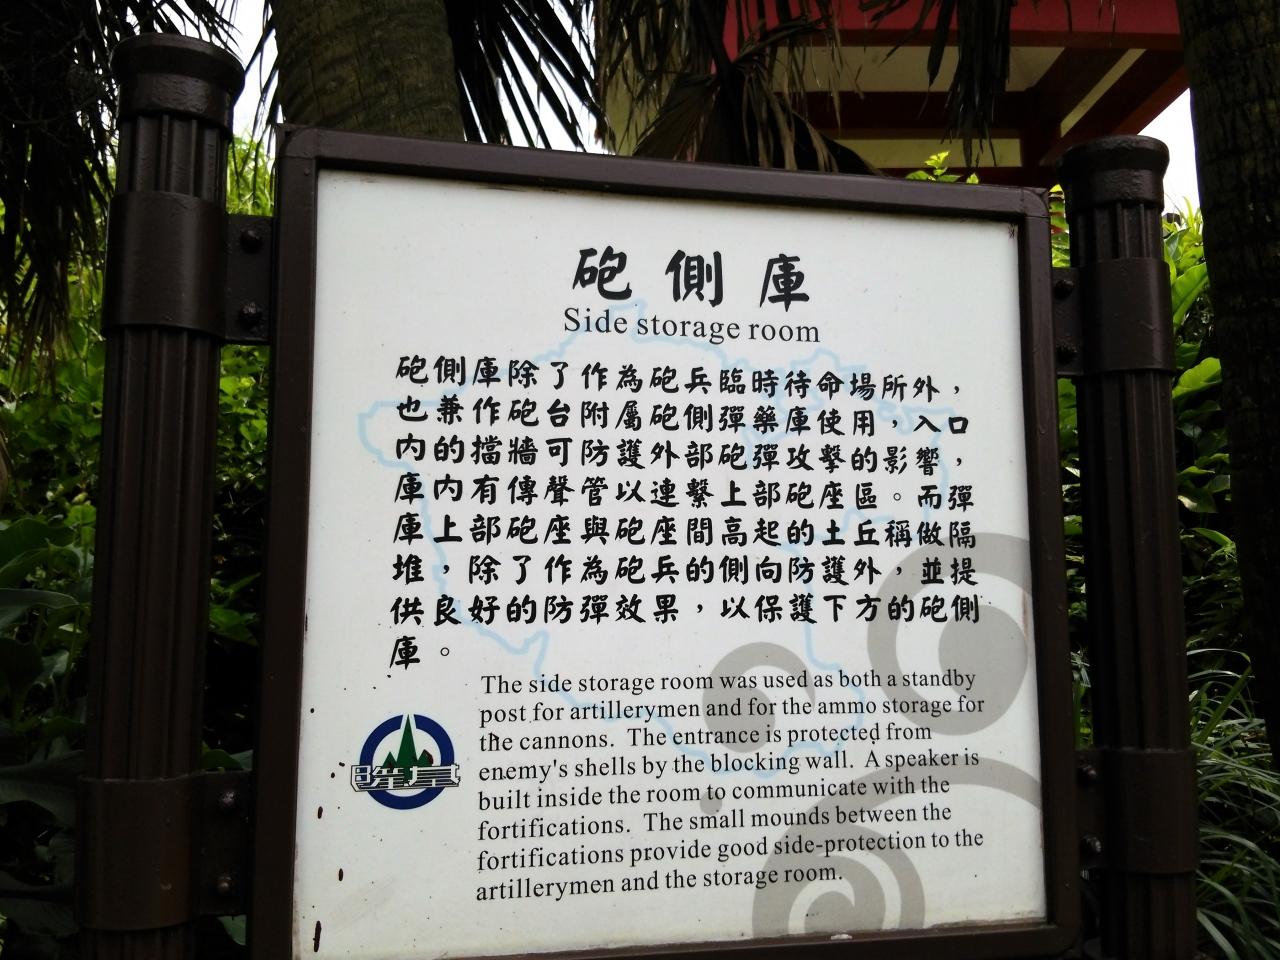 砲側庫
Side storage room
砲側庫除了作為砲兵臨時待命場所外，
也兼作砲台附屬砲側彈藥庫使用，入口
內的擋牆可防護外部砲彈攻擊的影響，
庫內有傳聲管以連繫上部砲座區。而彈
庫上部砲座與砲座間高起的土丘稱做隔
堆，除了作為砲兵的側向防護外，並提
供良好的防彈效果，以保護下方的砲側
庫。
The side storage room was used as both a standby
post for artillerymen and for the ammo storage for
the cannons. The entrance is protected from
enemy's shells by the blocking wall. A speaker is
built inside the room to communicate with the
fortifications. The small mounds between the
fortifications provide good side-protection to the
artillerymen and the storage room.